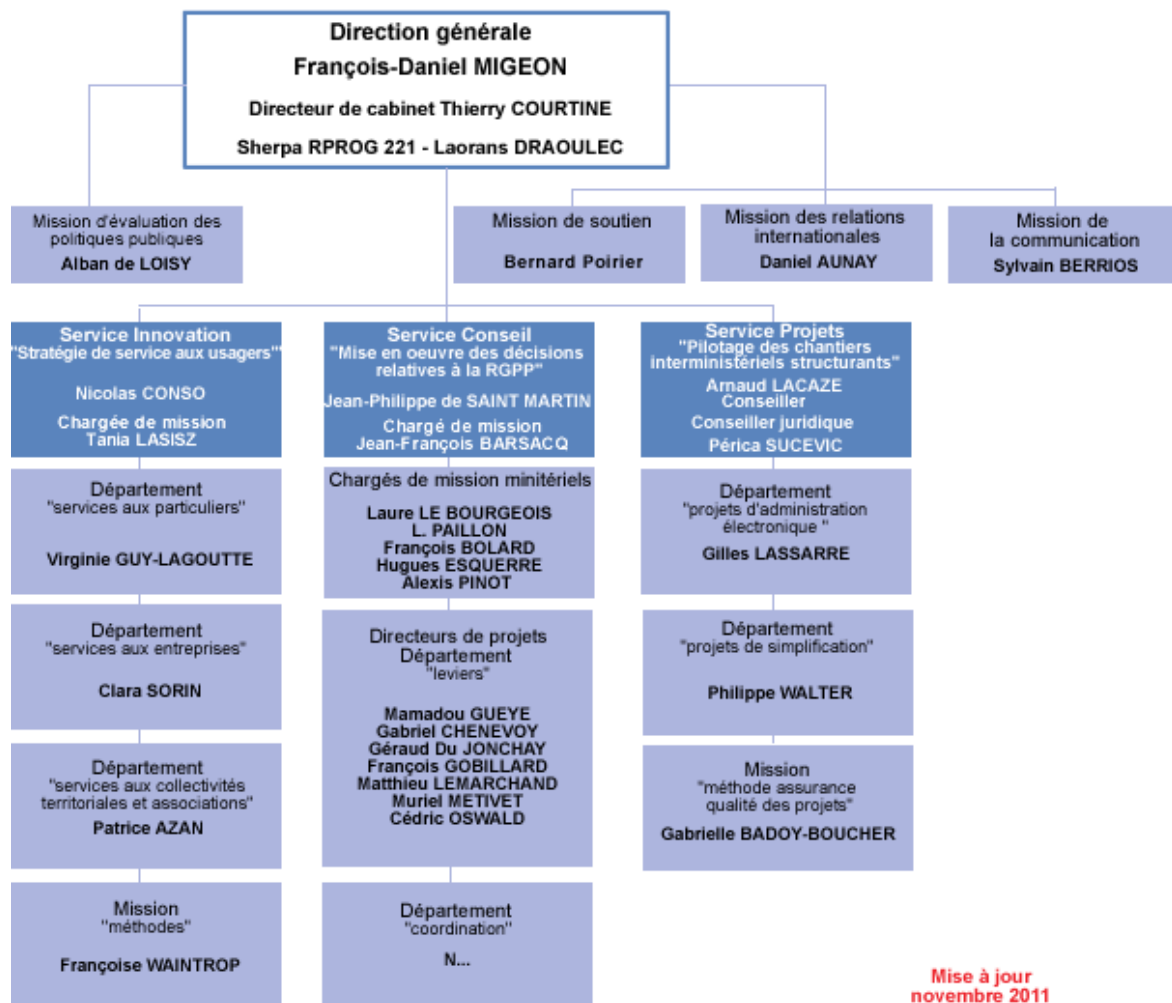 Direction générale
François-Daniel MIGEON
Directeur de cabinet Thierry COURTINE
Sherpa RPROG 221 - Laorans DRAOULEC
Mission d'évaluation des
politiques publiques
Alban de LOISY
Mission de soutien
Bernard Poirier
Mission des relations
internationales
Daniel AUNAY
Mission de
la communication
Sylvain BERRIOS
Service Innovation
"Stratégie de service aux usagers'"
Nicolas CONSO
Chargée de mission
Tania LASISZ
Département
"services aux particuliers"
Virginie GUY-LAGOUTTE
Département
"services aux entreprises"
Clara SORIN
Département
"services aux collectivités
territoriales et associations"
Patrice AZAN
Mission
"méthodes"
Françoise WAINTROP
Service Conseil
"Mise en oeuvre des décisions
relatives à la RGPP"
Jean-Philippe de SAINT MARTIN
Chargé de mission
Jean-François BARSACQ
Chargés de mission minitériels
Laure LE BOURGEOIS
L. PAILLON
François BOLARD
Hugues ESQUERRE
Alexis PINOT
Directeurs de projets
Département
"leviers"
Mamadou GUEYE
Gabriel CHENEVOY
Géraud Du JONCHAY
François GOBILLARD
Matthieu LEMARCHAND
Muriel METIVET
Cédric OSWALD
Département
"coordination"
N...
Service Projets
"Pilotage des chantiers
interministériels structurants"
Arnaud LACAZE
Conseiller
Conseiller juridique
Périca SUCEVIC
Département
"projets d'administration
électronique "
Gilles LASSARRE
Département
"projets de simplification"
Philippe WALTER
Mission
"méthode assurance
qualité des projets"
Gabrielle BADOY-BOUCHER
Mise à jour
novembre 2011